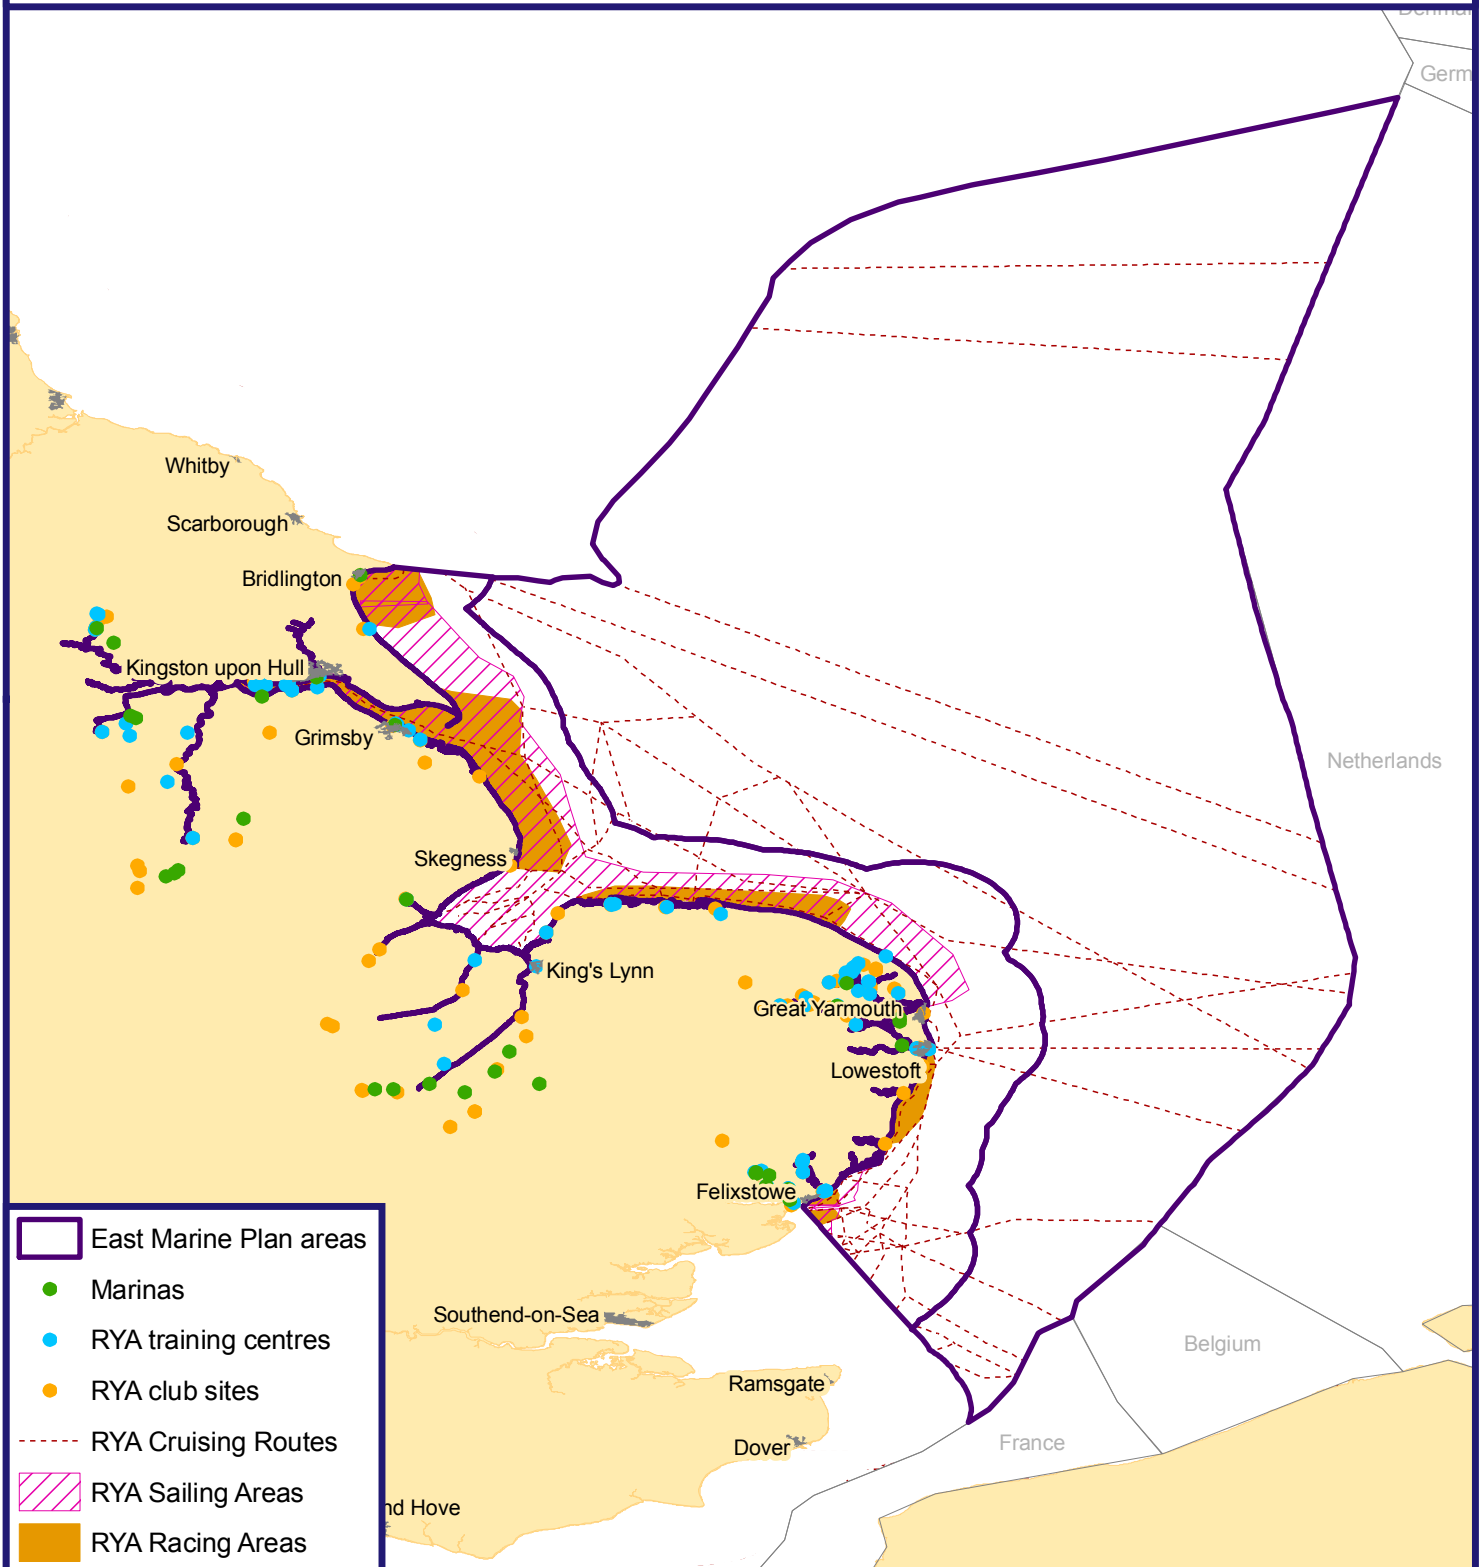 Whitby
Scarborough
Bridlington
Kingston upon Hull
Grimsby
Netherlands
Skegness
King's Lynn
Great Yarmouth
Lowestoft
Felixstowe
East Marine Plan areas
Marinas
Southend-on-Sea
RYA training centres
Belgium
Ramsgate
RYA club sites
RYA Cruising Routes
France
Dover
RYA Sailing Areas
nd Hove
RYA Racing Areas
Germ